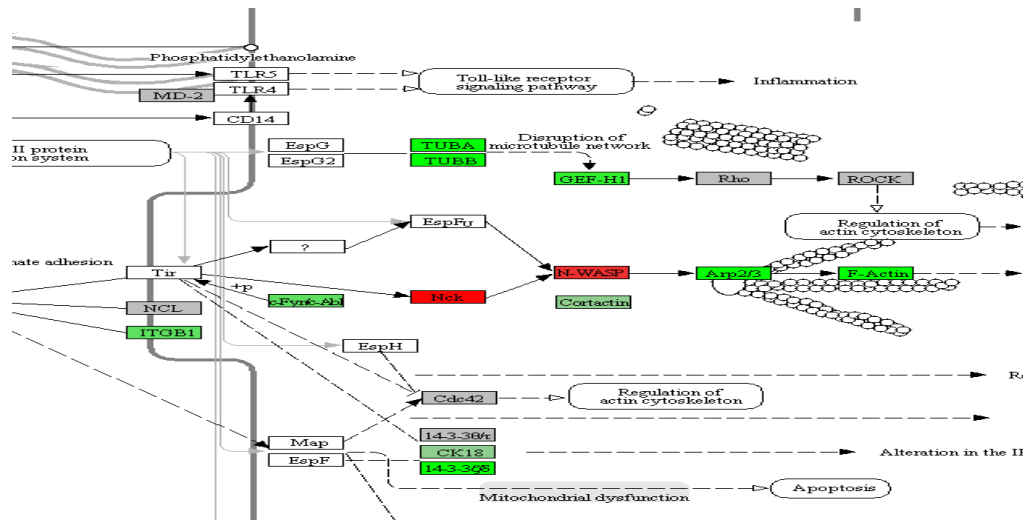 Phosphatidylethanolamine
TLR5
MD-2
TLR4
Toll-like receptor
signaling pathway
Inflammation
CD14
II protein
on system
EspG
EspG2
TUBA
TUBB
Disruption of
microtubule network
GEF-H1
Rho
ROCK
EspFU
Regulation of
actin cytoskeleton
?
nate adhesion
Tir
+p
N-WASP
Arp2/3
F-Actin
Nck
Cortactin
NCL
ITGB1
EspH
Cdc42
Regulation of
actin cytoskeleton
Map
EspF
CK18
Alteration in the
Mitochondrial dysfunction
Apoptosis